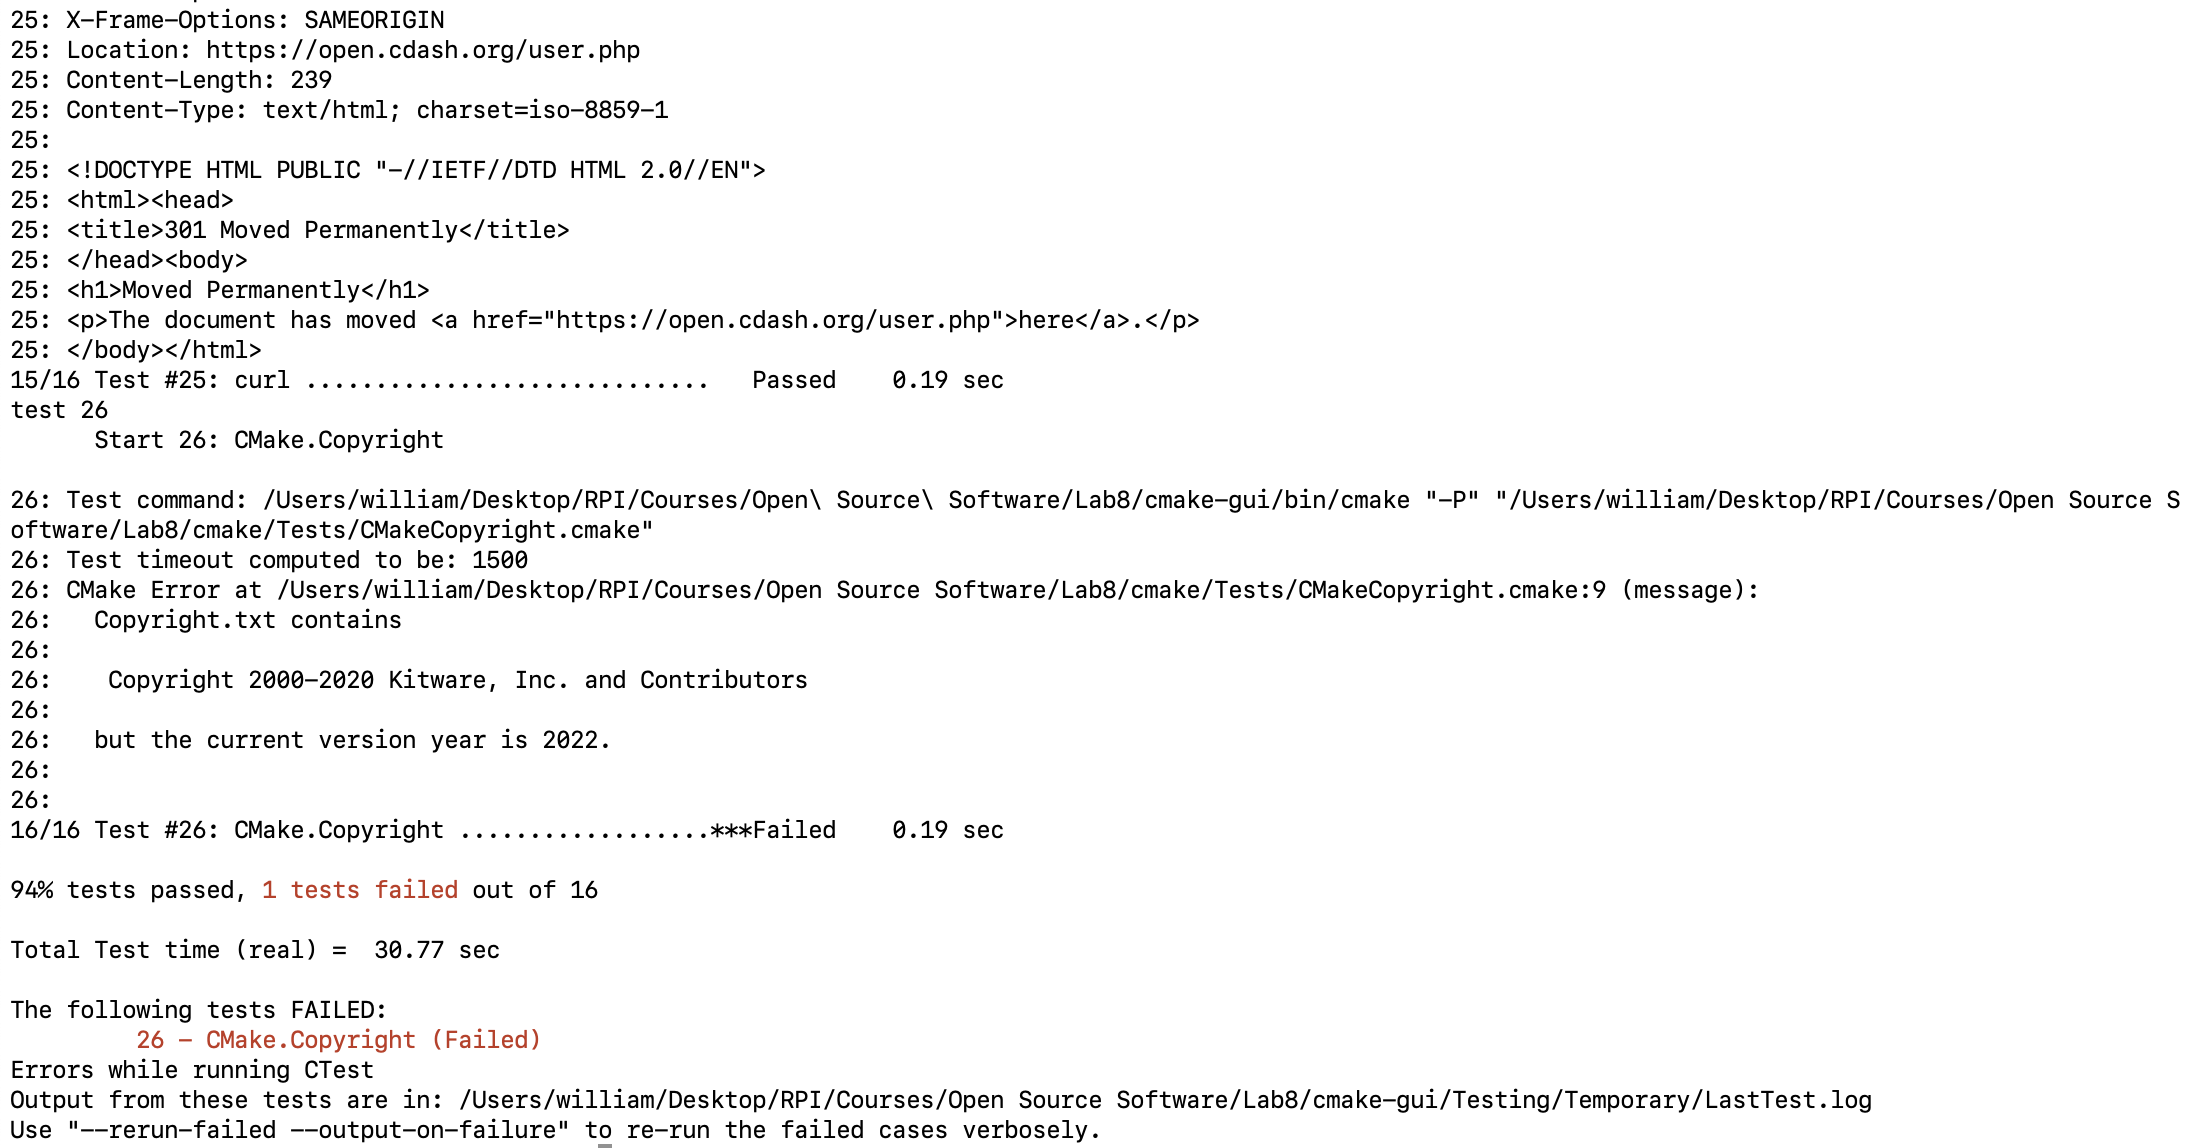 25: X-Frame-Options: SAMEORIGIN
25: Location: https://open.cdash.org/user.php
25: Content-Length: 239
25: Content-Type: text/html; charset=iso-8859-1
25:
25: <!DOCTYPE HTML PUBLIC "-//IETF//DTD HTML 2.0//EN">
25: <html><head>
25: <title>301 Moved Permanently</title>
25: </head><body>
25: <h1>Moved Permanently</h1>
25: <p>The document has moved <a href="https://open.cdash.org/user.php">here</a>.</p>
25: </body></html>
15/16 Test #25: curl .............................   Passed    0.19 sec
test 26
      Start 26: CMake.Copyright

26: Test command: /Users/william/Desktop/RPI/Courses/Open\ Source\ Software/Lab8/cmake-gui/bin/cmake "-P" "/Users/william/Desktop/RPI/Courses/Open Source S
oftware/Lab8/cmake/Tests/CMakeCopyright.cmake"
26: Test timeout computed to be: 1500
26: CMake Error at /Users/william/Desktop/RPI/Courses/Open Source Software/Lab8/cmake/Tests/CMakeCopyright.cmake:9 (message):
26:   Copyright.txt contains
26:
26:    Copyright 2000-2020 Kitware, Inc. and Contributors
26:
26:   but the current version year is 2022.
26:
26:
16/16 Test #26: CMake.Copyright ..................***Failed    0.19 sec

94% tests passed, 1 tests failed out of 16

Total Test time (real) =  30.77 sec

The following tests FAILED:
         26 - CMake.Copyright (Failed)
Errors while running CTest
Output from these tests are in: /Users/william/Desktop/RPI/Courses/Open Source Software/Lab8/cmake-gui/Testing/Temporary/LastTest.log
Use "--rerun-failed --output-on-failure" to re-run the failed cases verbosely.